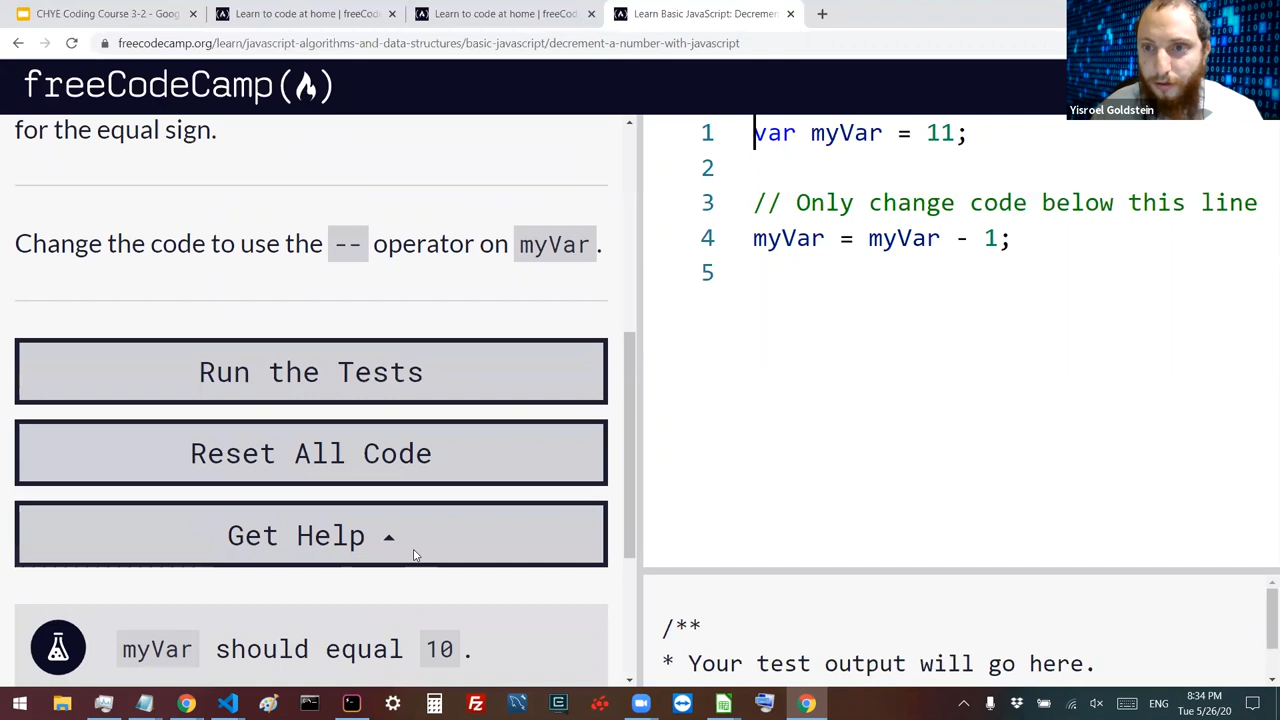 CHYE Coding Course 3-2 - Goog
Learn to code at home | freeCod
Learn to code at home | freeCod
Learn Basic JavaScript: Decremen
freecodecamp.org/learn/javascript-algorithms-and-data-structures/basic-javascript/decrement-a-number-with-javascript
Yisroel Goldstein
freeCodeCamp
for the equal sign.
Change the code to use the -- operator on myVar.
Run the Tests
Reset All Code
Get Help
myVar should equal 10.
1 var myVar = 11;
2
3 // Only change code below this line
4 myVar = myVar - 1;
5
/**
* Your test output will go here.
ENG
8:34 PM
Tue 5/26/20